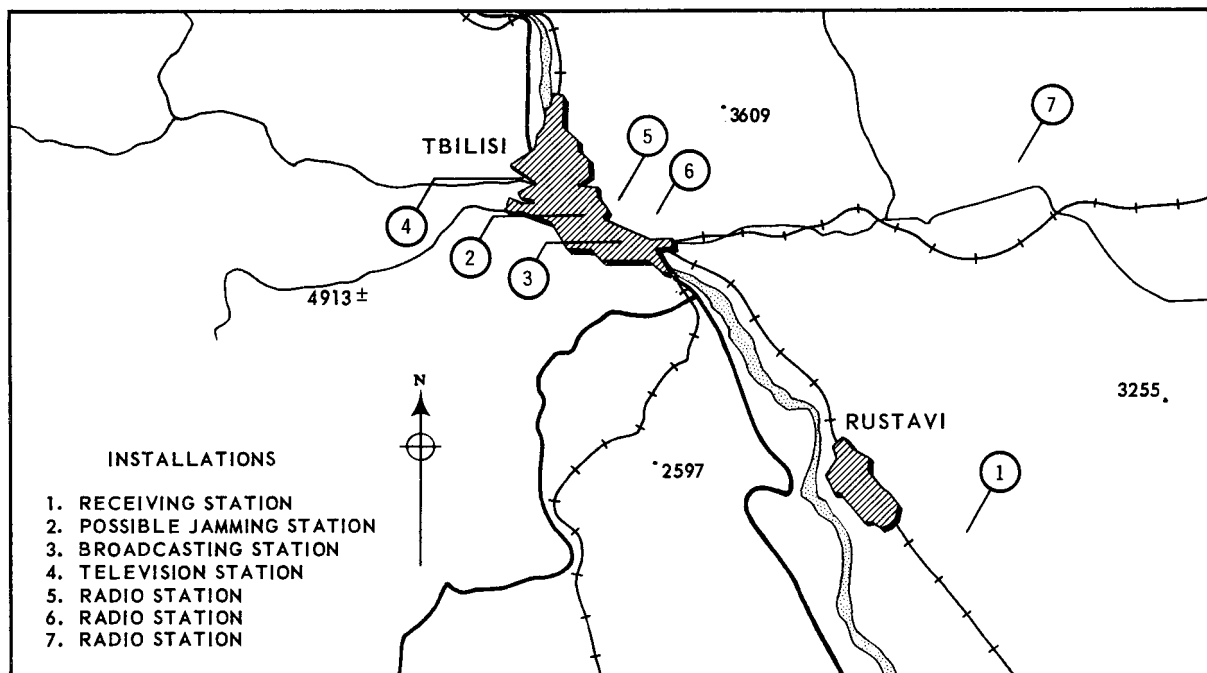 7
3609
5
TBILISI
6
4
2
3
4913±
N
3255
RUSTAVI
2597
1
INSTALLATIONS
1. RECEIVING STATION
2. POSSIBLE JAMMING STATION
3. BROADCASTING STATION
4. TELEVISION STATION
5. RADIO STATION
6. RADIO STATION
7. RADIO STATION